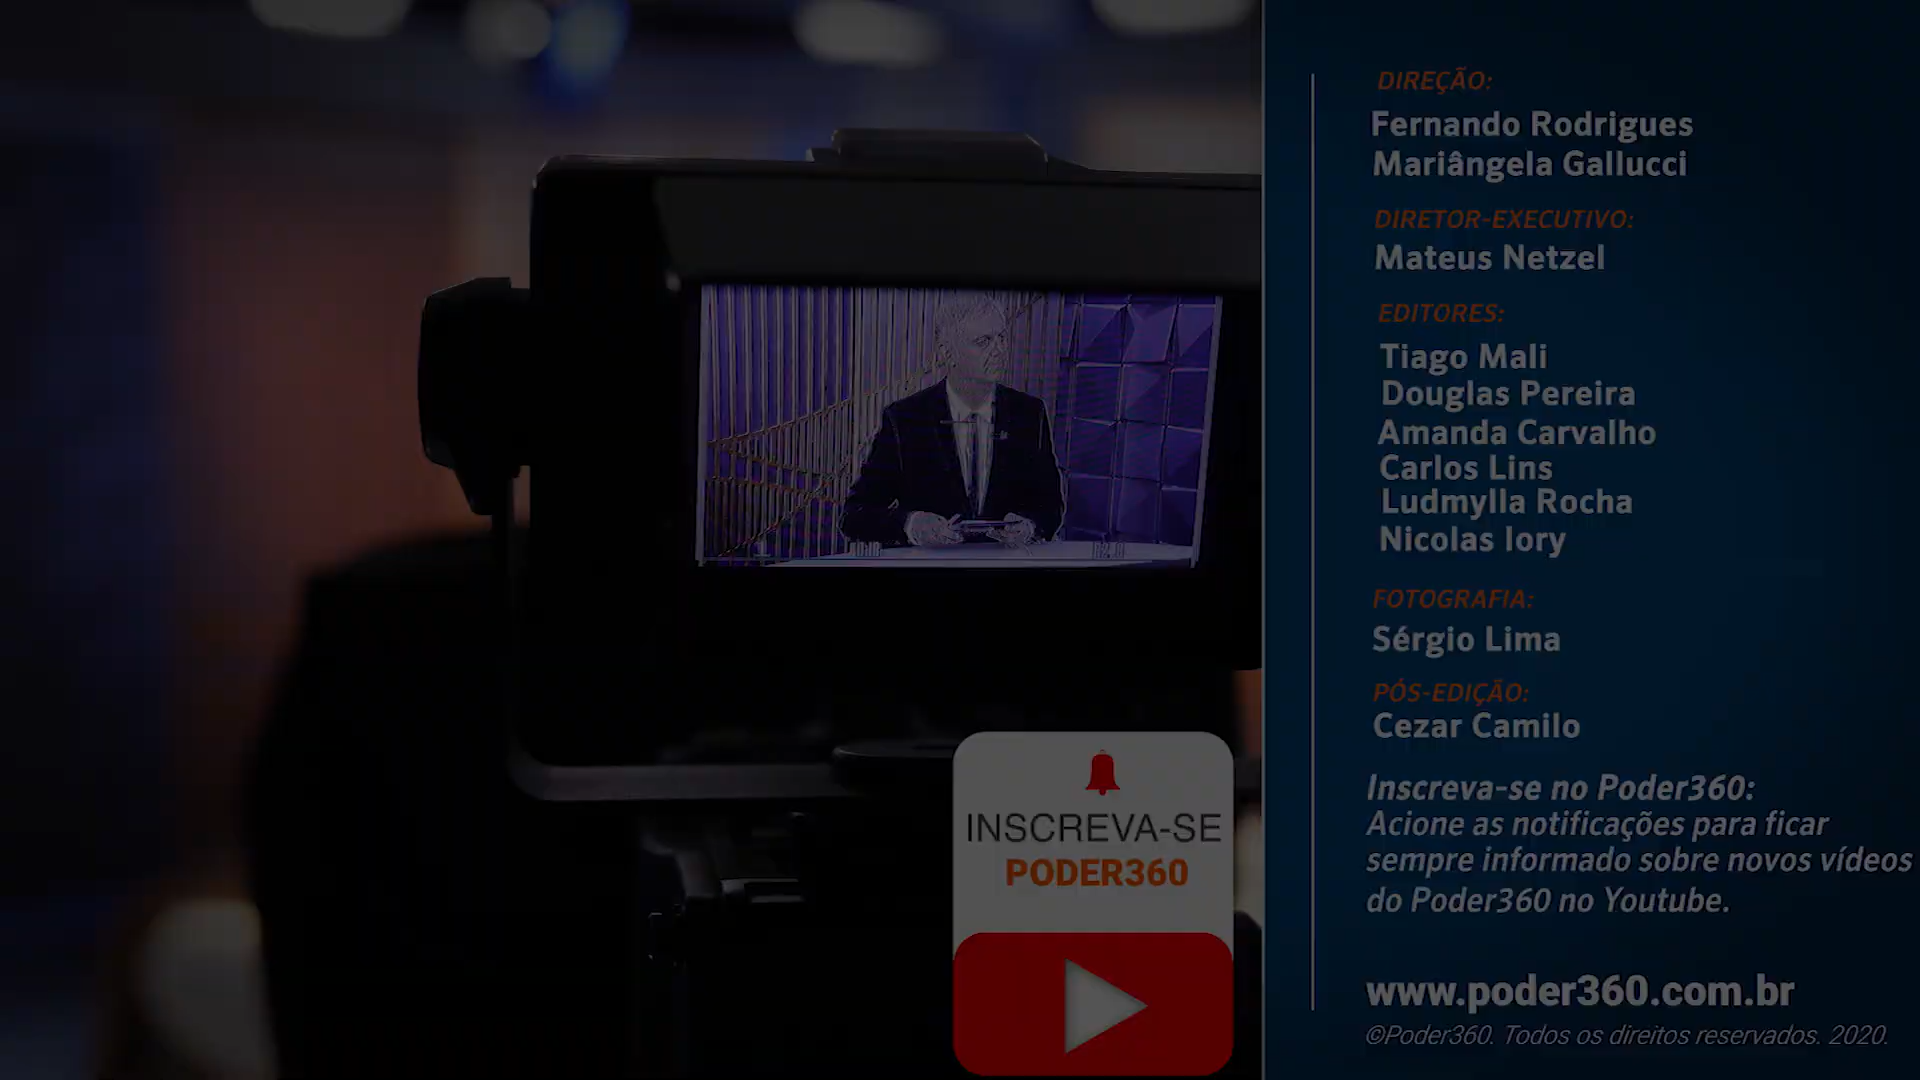 DIREÇÃO:
Fernando Rodrigues
Mariângela Gallucci
DIRETOR-EXECUTIVO:
Mateus Netzel
EDITORES:
Tiago Mali
Douglas Pereira
Amanda Carvalho
Carlos Lins
Ludmylla Rocha
Nicolas Iory
FOTOGRAFIA:
Sérgio Lima
PÓS-EDIÇÃO:
Cezar Camilo
Inscreva-se no Poder360:
Acione as notificações para ficar
sempre informado sobre novos vídeos
do Poder360 no Youtube.
www.poder360.com.br
©Poder360. Todos os direitos reservados. 2020.
INSCREVA-SE
PODER360